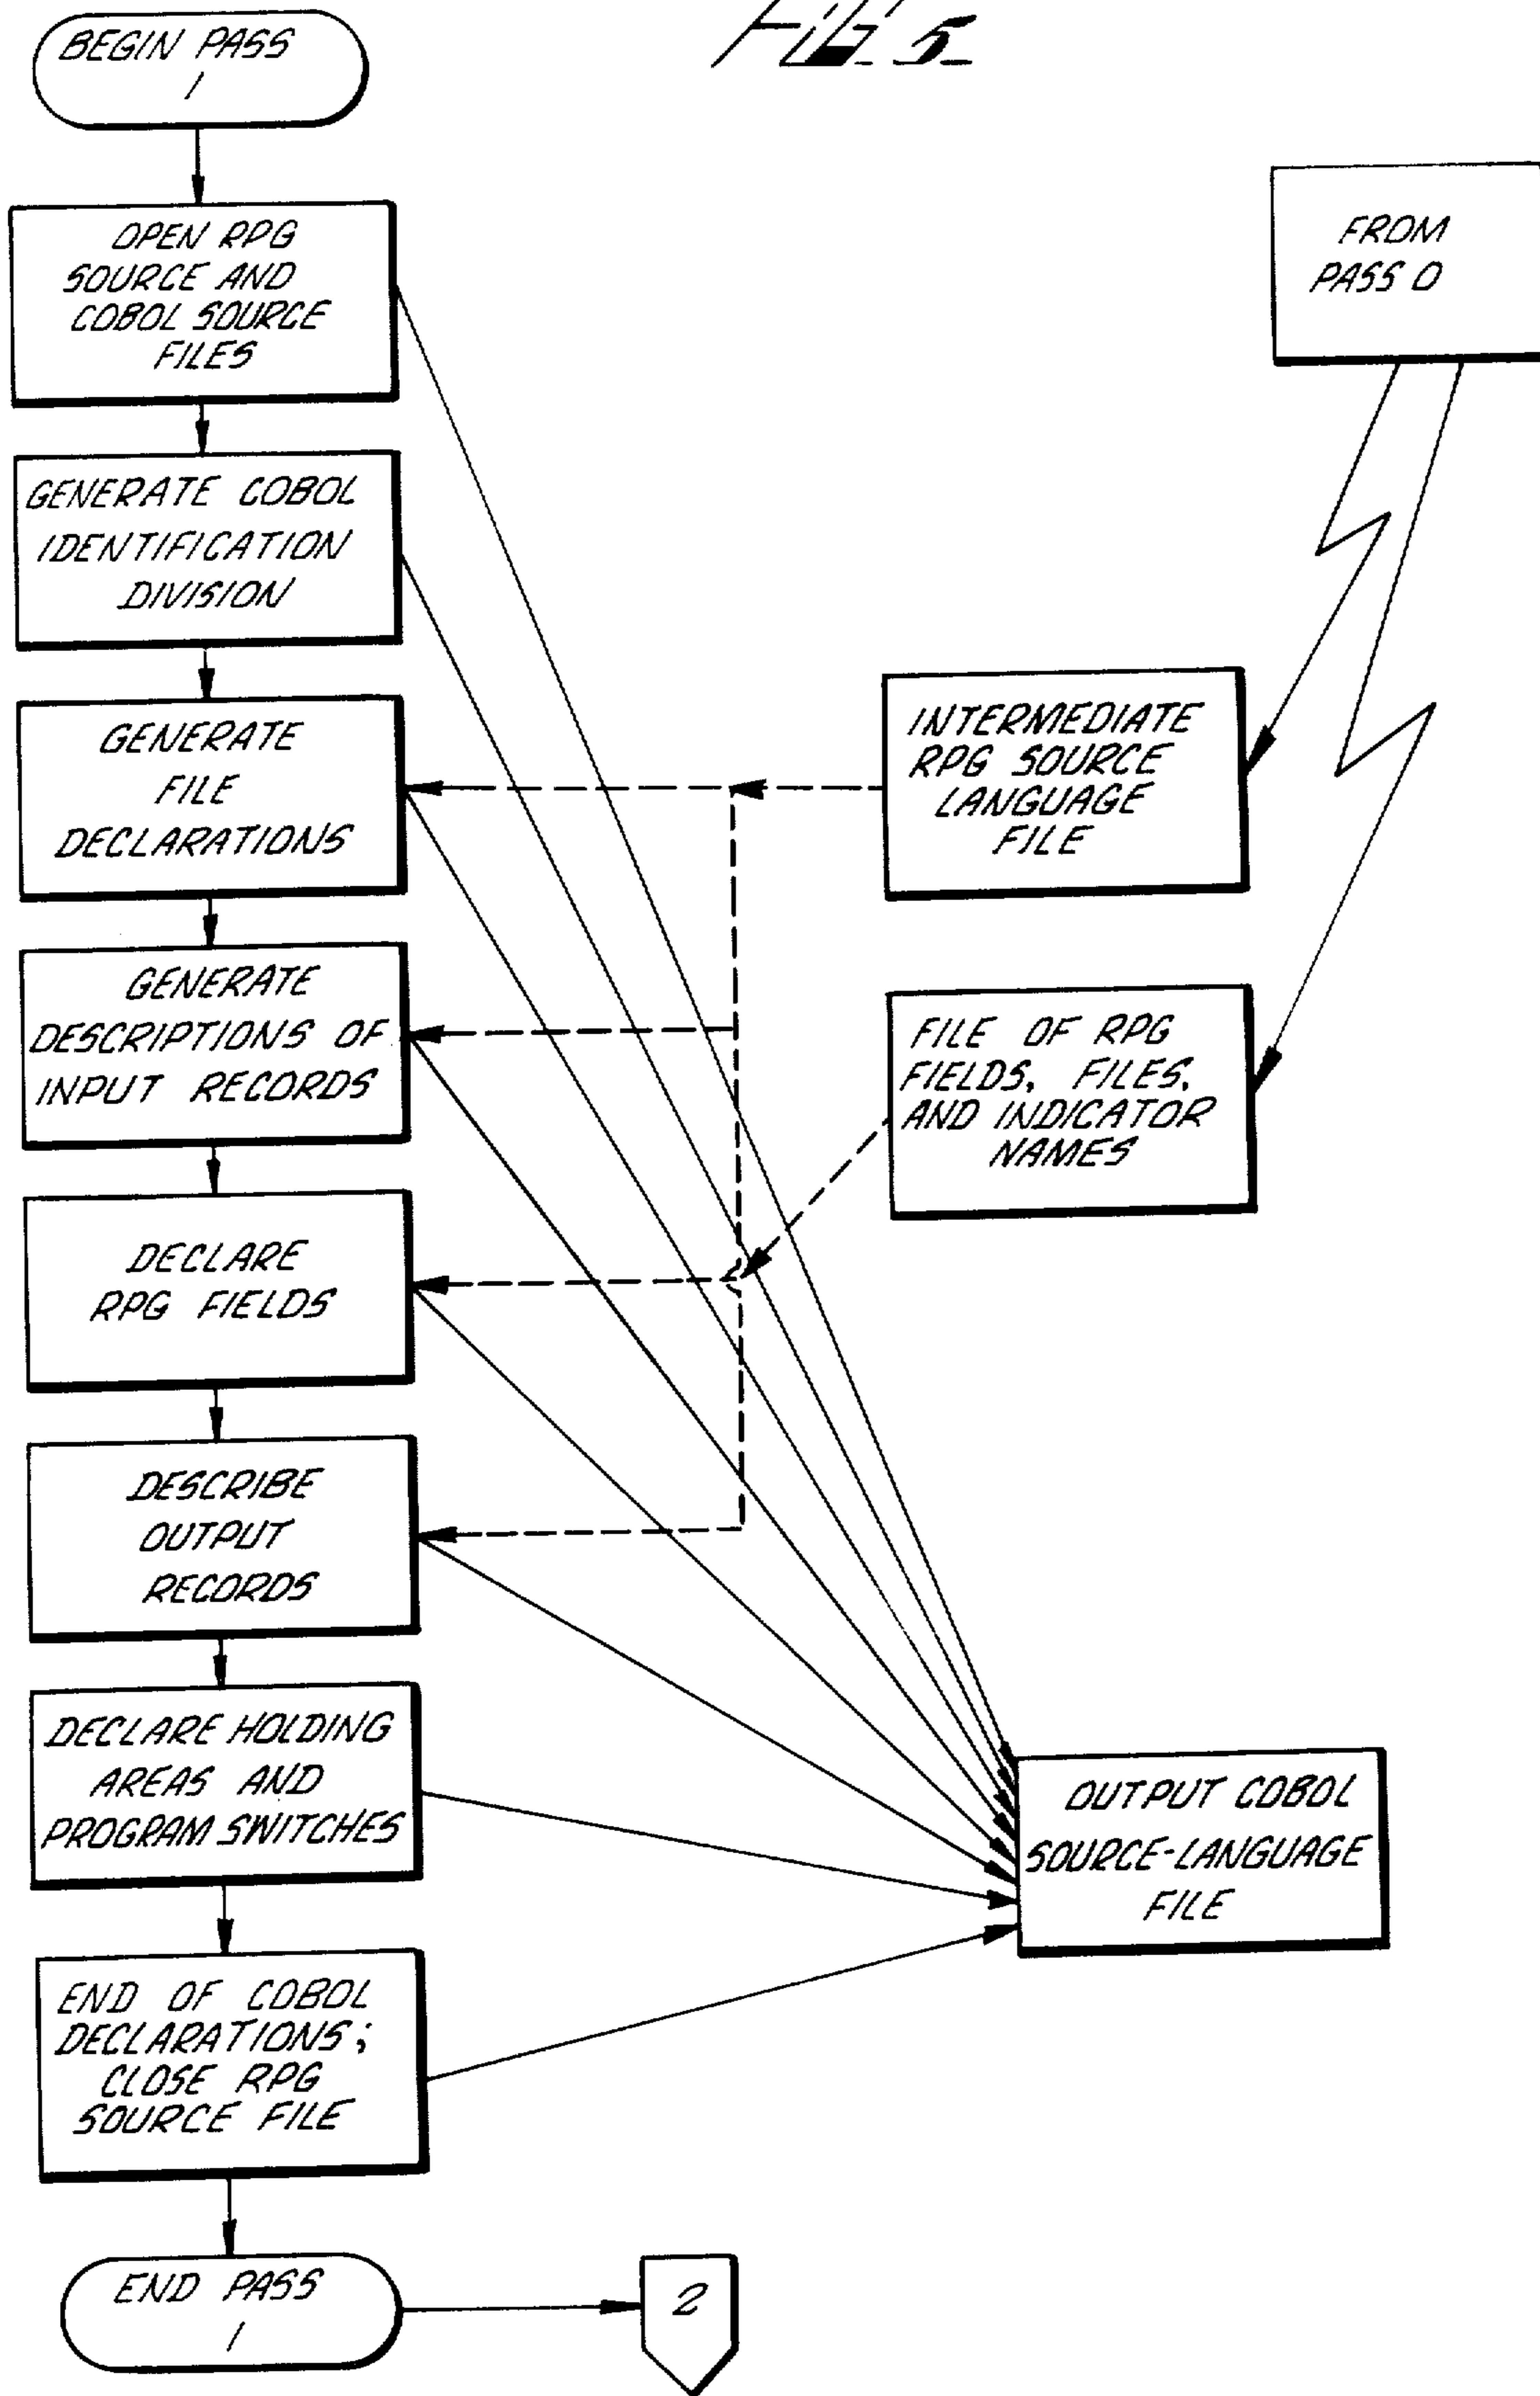 FIG. 5
BEGIN PASS
1
OPEN RPG
SOURCE AND
COBOL SOURCE
FILES
GENERATE COBOL
IDENTIFICATION
DIVISION
GENERATE
FILE
DECLARATIONS
GENERATE
DESCRIPTIONS OF
INPUT RECORDS
DECLARE
RPG FIELDS
DESCRIBE
OUTPUT
RECORDS
DECLARE HOLDING
AREAS AND
PROGRAM SWITCHES
END OF COBOL
DECLARATIONS;
CLOSE RPG
SOURCE FILE
END PASS
1
2
FROM
PASS 0
INTERMEDIATE
RPG SOURCE
LANGUAGE
FILE
FILE OF RPG
FIELDS, FILES,
AND INDICATOR
NAMES
OUTPUT COBOL
SOURCE-LANGUAGE
FILE